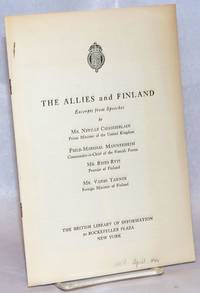 THE ALLIES and FINLAND
Excerpts from Speeches
by
MR. NEVILLE CHAMBERLAIN
Prime Minister of the United Kingdom
FIELD-MARSHAL MANNERHEIM
Commander-in-Chief of the Finnish Forces
MR. RISTO RYTI
Premier of Finland
MR. VÄINÖ TANNER
Foreign Minister of Finland
THE BRITISH LIBRARY OF INFORMATION
50 ROCKEFELLER PLAZA
NEW YORK
April